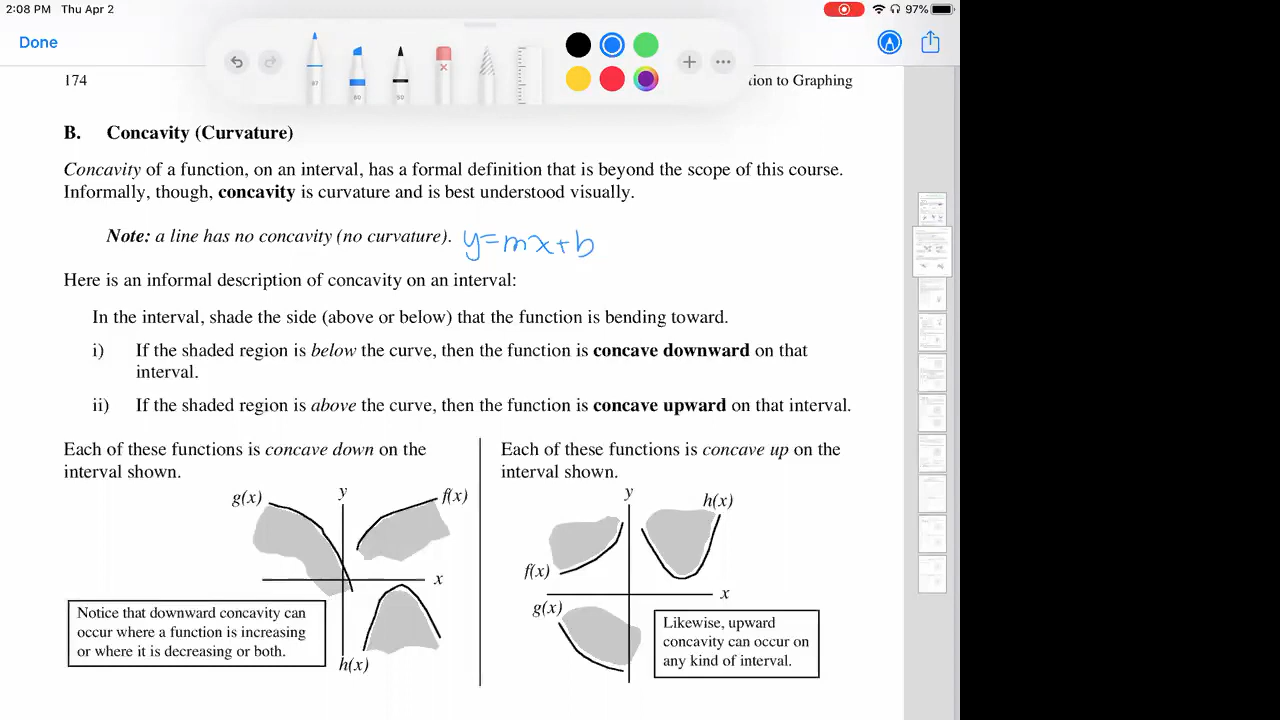 2:08 PM Thu Apr 2
97%
Done
97
80
50
174
tion to Graphing
B. Concavity (Curvature)
Concavity of a function, on an interval, has a formal definition that is beyond the scope of this course.
Informally, though, concavity is curvature and is best understood visually.
Note: a line has no concavity (no curvature). y=mx+b
Here is an informal description of concavity on an interval:
In the interval, shade the side (above or below) that the function is bending toward.
i) If the shaded region is below the curve, then the function is concave downward on that
interval.
ii) If the shaded region is above the curve, then the function is concave upward on that interval.
Each of these functions is concave down on the
interval shown.
g(x) y f(x)
x
h(x)
Notice that downward concavity can
occur where a function is increasing
or where it is decreasing or both.
Each of these functions is concave up on the
interval shown.
y h(x)
f(x)
x
g(x)
Likewise, upward
concavity can occur on
any kind of interval.